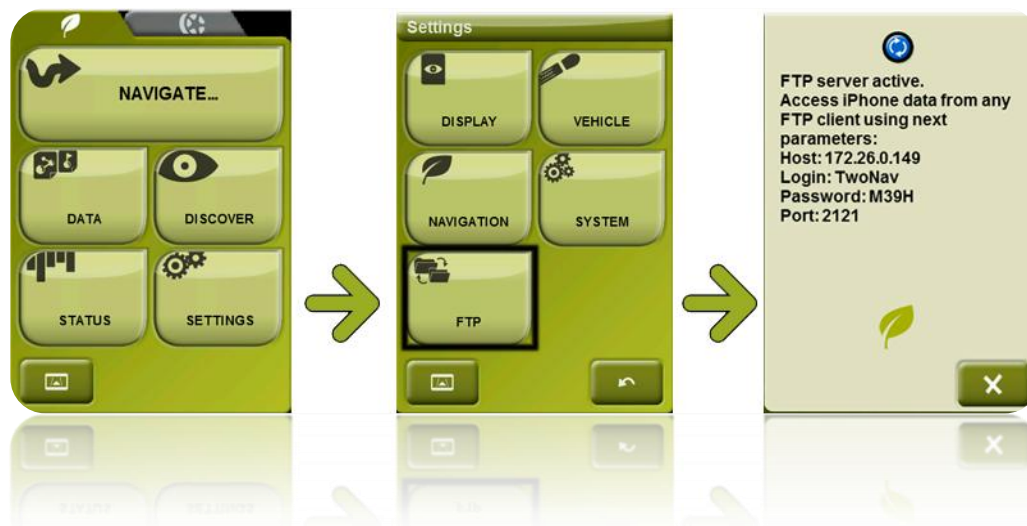 NAVIGATE...
DATA
DISCOVER
STATUS
SETTINGS
Settings
DISPLAY
VEHICLE
NAVIGATION
SYSTEM
FTP
FTP server active.
Access iPhone data from any
FTP client using next
parameters:
Host:172.26.0.149
Login:TwoNav
Password:M39H
Port:2121